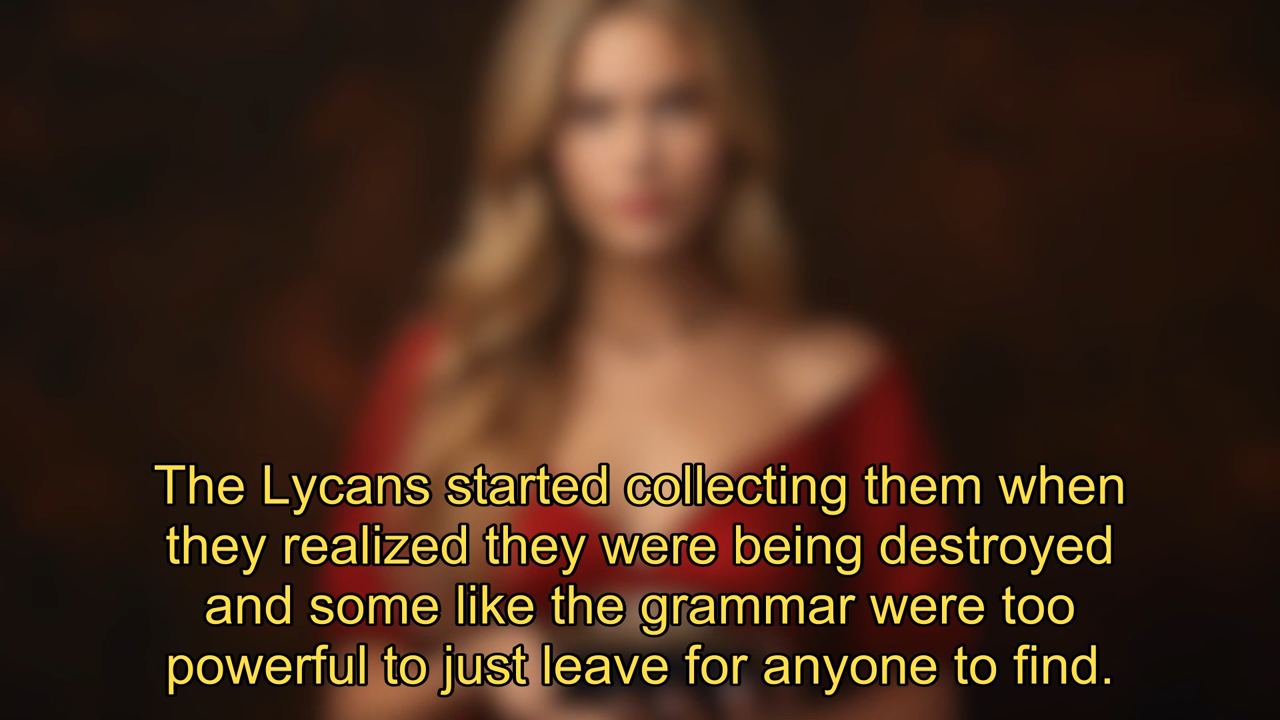 The Lycans started collecting them when
they realized they were being destroyed
and some like the grammar were too
powerful to just leave for anyone to find.